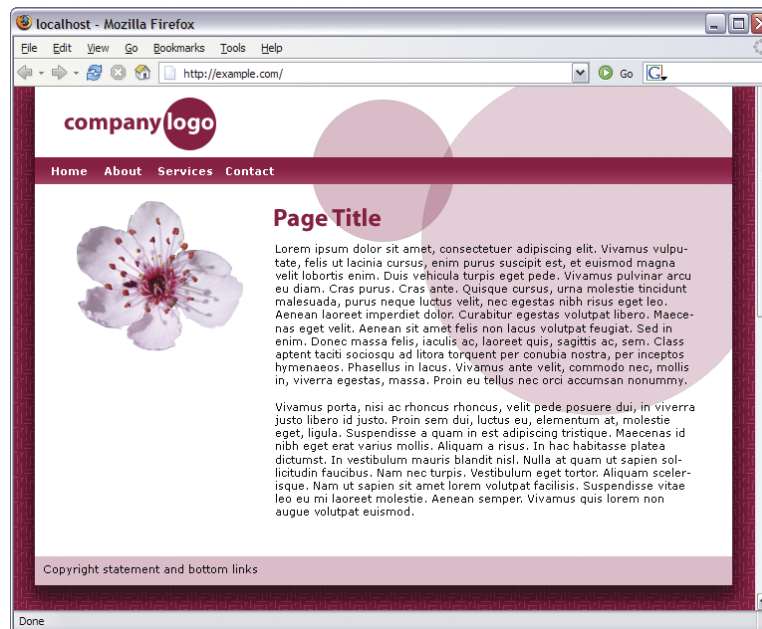 localhost - Mozilla Firefox
File Edit View Go Bookmarks Tools Help
http://example.com/ Go G
companylogo
Home About Services Contact
Page Title
Lorem ipsum dolor sit amet, consectetuer adipiscing elit. Vivamus vulpu-
tate, felis ut lacinia cursus, enim purus suscipit est, et euismod magna
velit lobortis enim. Duis vehicula turpis eget pede. Vivamus pulvinar arcu
eu diam. Cras purus. Cras ante. Quisque cursus, urna molestie tincidunt
malesuada, purus neque luctus velit, nec egestas nibh risus eget leo.
Aenean laoreet imperdiet dolor. Curabitur egestas volutpat libero. Maece-
nas eget velit. Aenean sit amet felis non lacus volutpat feugiat. Sed in
enim. Donec massa felis, iaculis ac, laoreet quis, sagittis ac, sem. Class
aptent taciti sociosqu ad litora torquent per conubia nostra, per inceptos
hymenaeos. Phasellus in lacus. Vivamus ante velit, commodo nec, mollis
in, viverra egestas, massa. Proin eu tellus nec orci accumsan nonummy.
Vivamus porta, nisi ac rhoncus rhoncus, velit pede posuere dui, in viverra
justo libero id justo. Proin sem dui, luctus eu, elementum at, molestie
eget, ligula. Suspendisse a quam in est adipiscing tristique. Maecenas id
nibh eget erat varius mollis. Aliquam a risus. In hac habitasse platea
dictumst. In vestibulum mauris blandit nisl. Nulla at quam ut sapien sol-
licitudin faucibus. Nam nec turpis. Vestibulum eget tortor. Aliquam sceler-
isque. Nam ut sapien sit amet lorem volutpat facilisis. Suspendisse vitae
leo eu mi laoreet molestie. Aenean semper. Vivamus quis lorem non
augue volutpat euismod.
Copyright statement and bottom links
Done